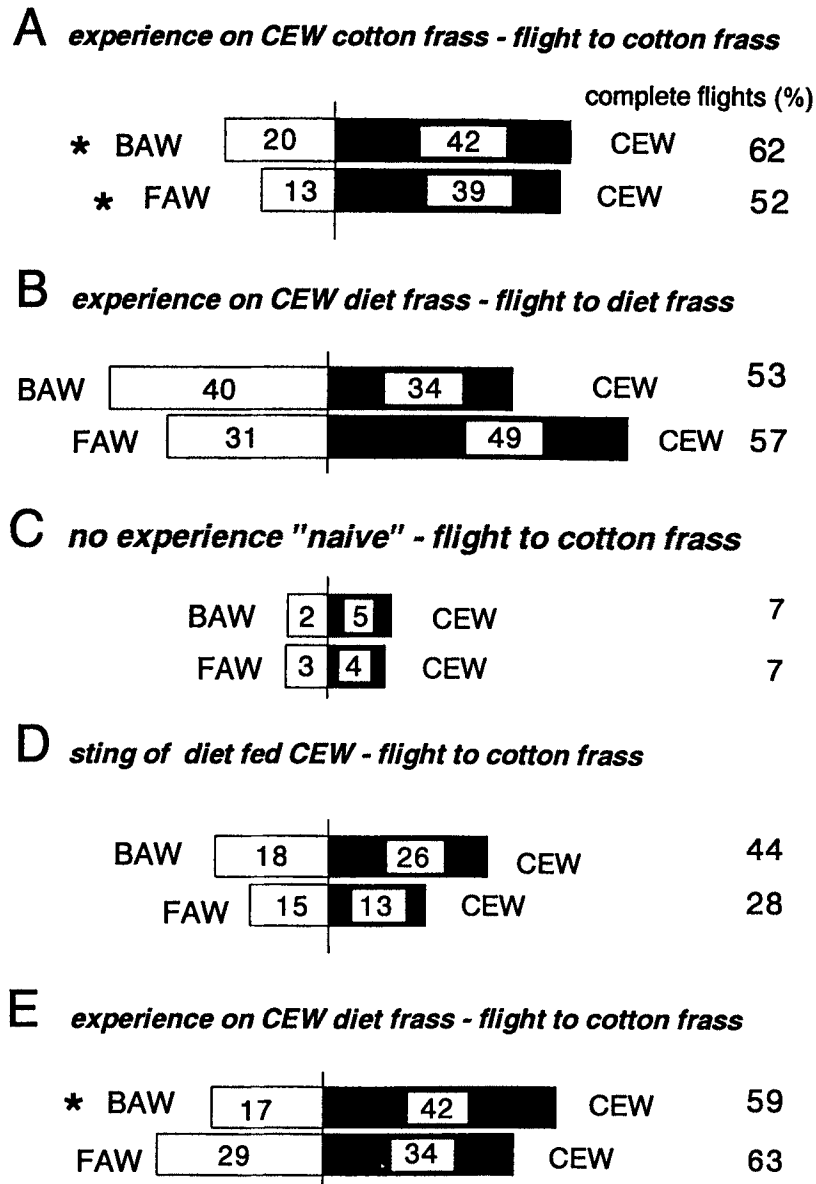 A experience on CEW cotton frass - flight to cotton frass
complete flights (%)
* BAW 20 42 CEW 62
* FAW 13 39 CEW 52
B experience on CEW diet frass - flight to diet frass
BAW 40 34 CEW 53
FAW 31 49 CEW 57
C no experience "naive" - flight to cotton frass
BAW 2 5 CEW 7
FAW 3 4 CEW 7
D sting of diet fed CEW - flight to cotton frass
BAW 18 26 CEW 44
FAW 15 13 CEW 28
E experience on CEW diet frass - flight to cotton frass
* BAW 17 42 CEW 59
FAW 29 34 CEW 63